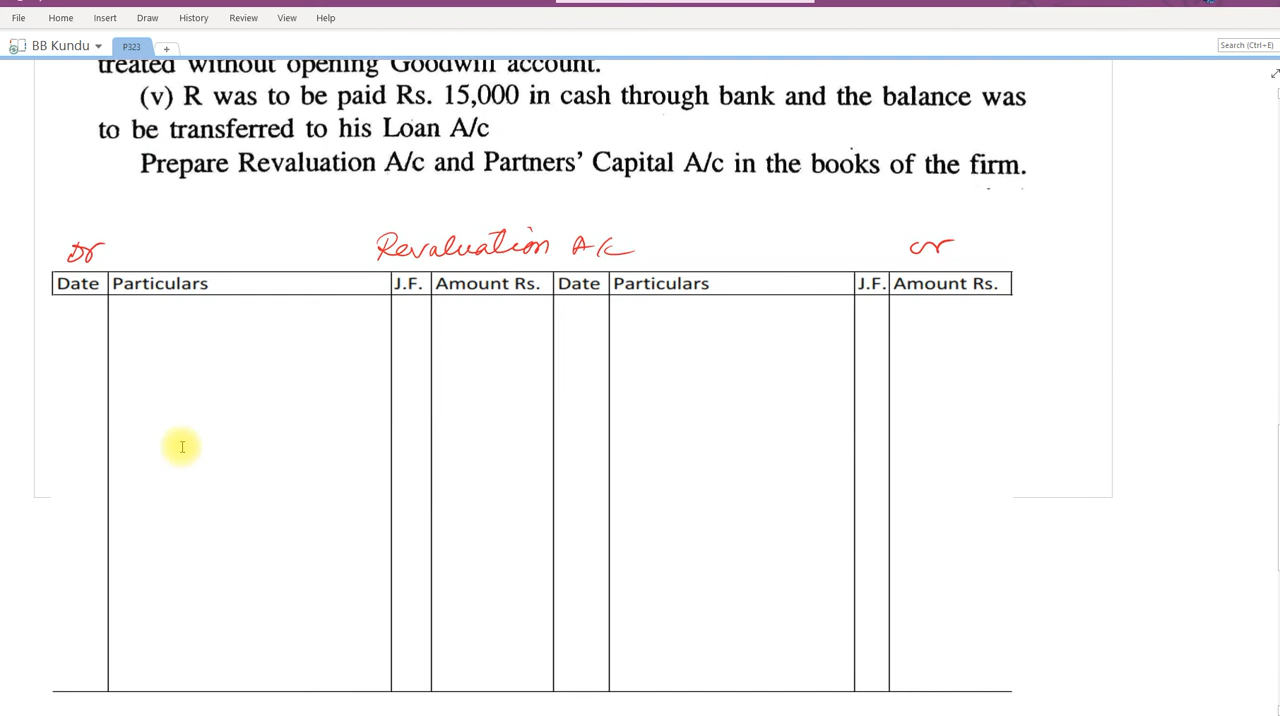 File Home Insert Draw History Review View Help
BB Kundu P323 + Search (Ctrl+E)
treated without opening Goodwill account.
(v) R was to be paid Rs. 15,000 in cash through bank and the balance was
to be transferred to his Loan A/c
Prepare Revaluation A/c and Partners' Capital A/c in the books of the firm.
Dr Revaluation A/c Cr
Date Particulars J.F. Amount Rs. Date Particulars J.F. Amount Rs.